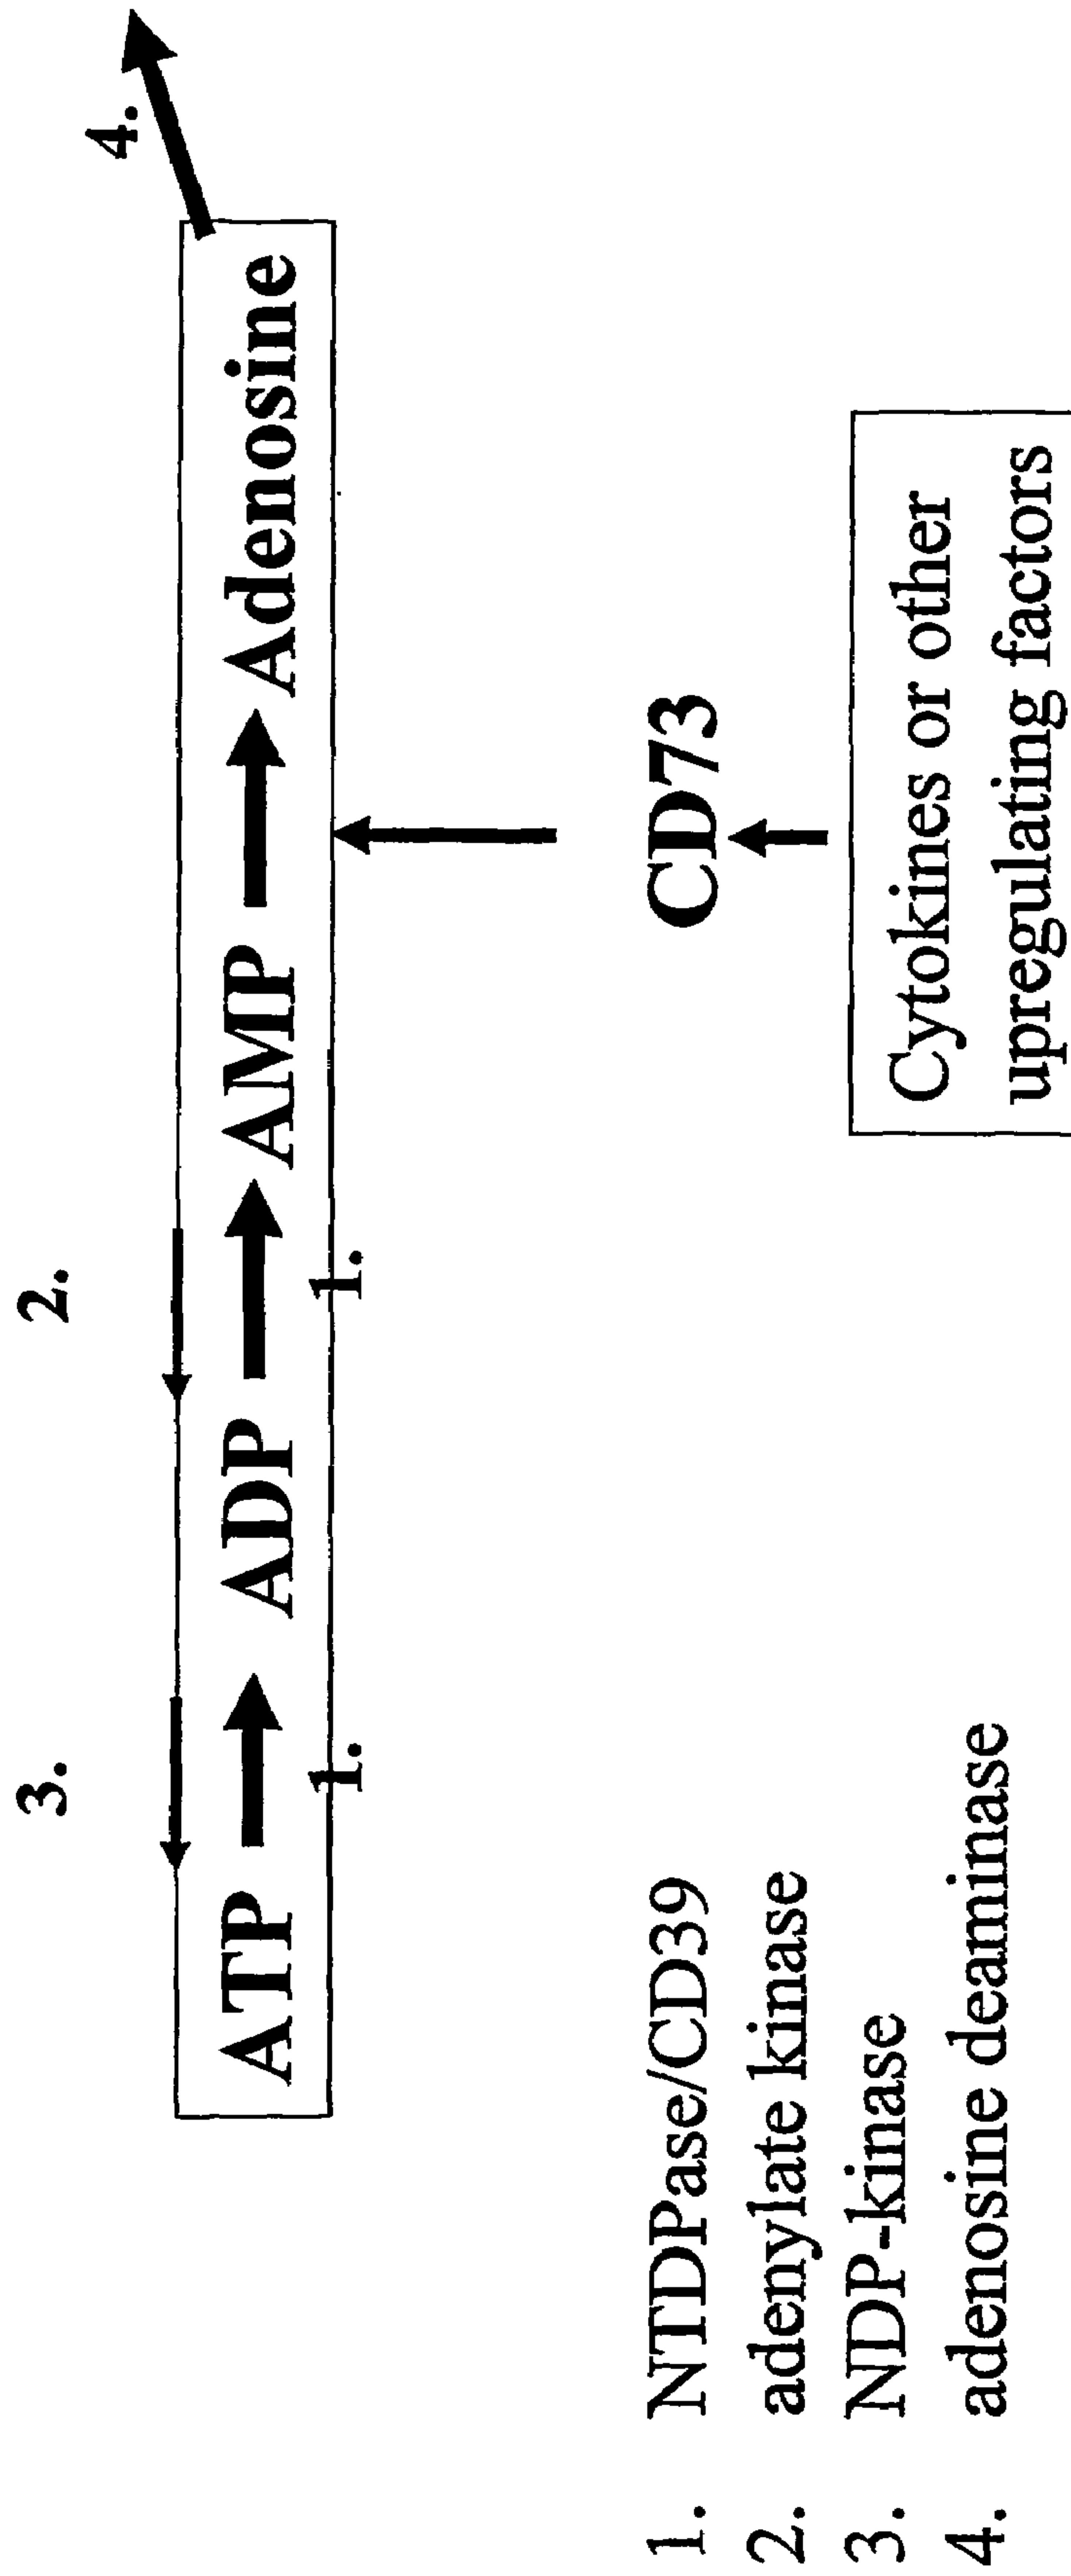 3.
2.
4.
ATP
ADP
AMP
Adenosine
1.
1.
CD73
Cytokines or other
upregulating factors
1. NTDPase/CD39
2. adenylate kinase
3. NDP-kinase
4. adenosine deaminase